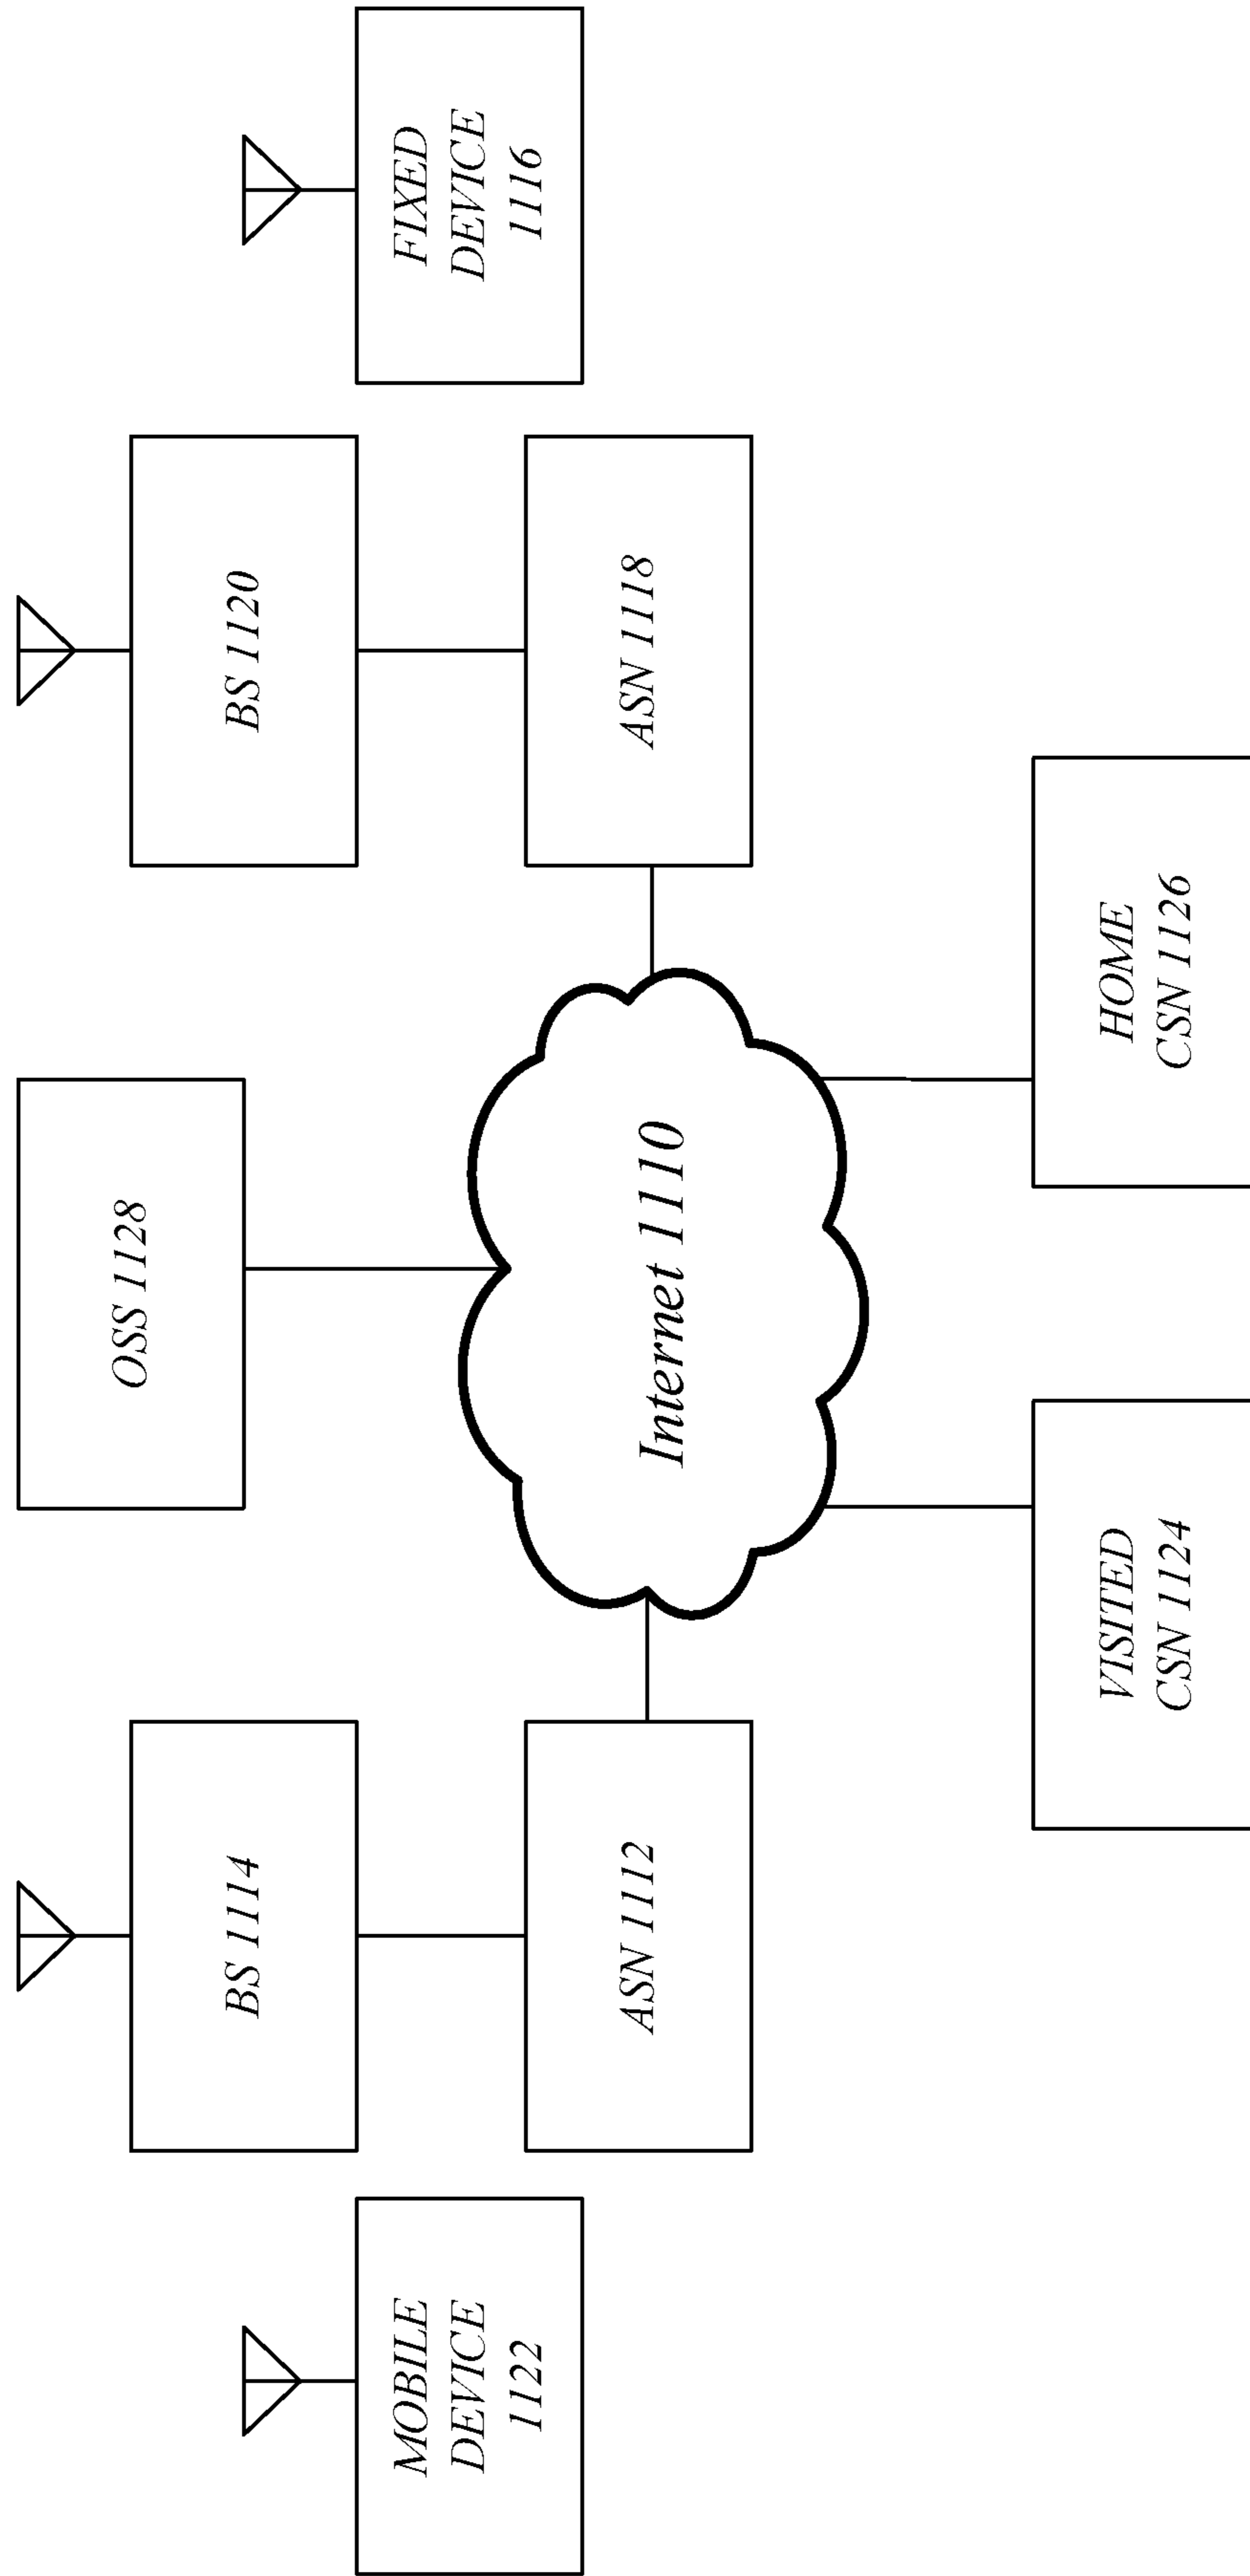 OSS 1128
BS 1114
BS 1120
MOBILE
DEVICE
1122
FIXED
DEVICE
1116
ASN 1112
Internet 1110
ASN 1118
VISITED
CSN 1124
HOME
CSN 1126